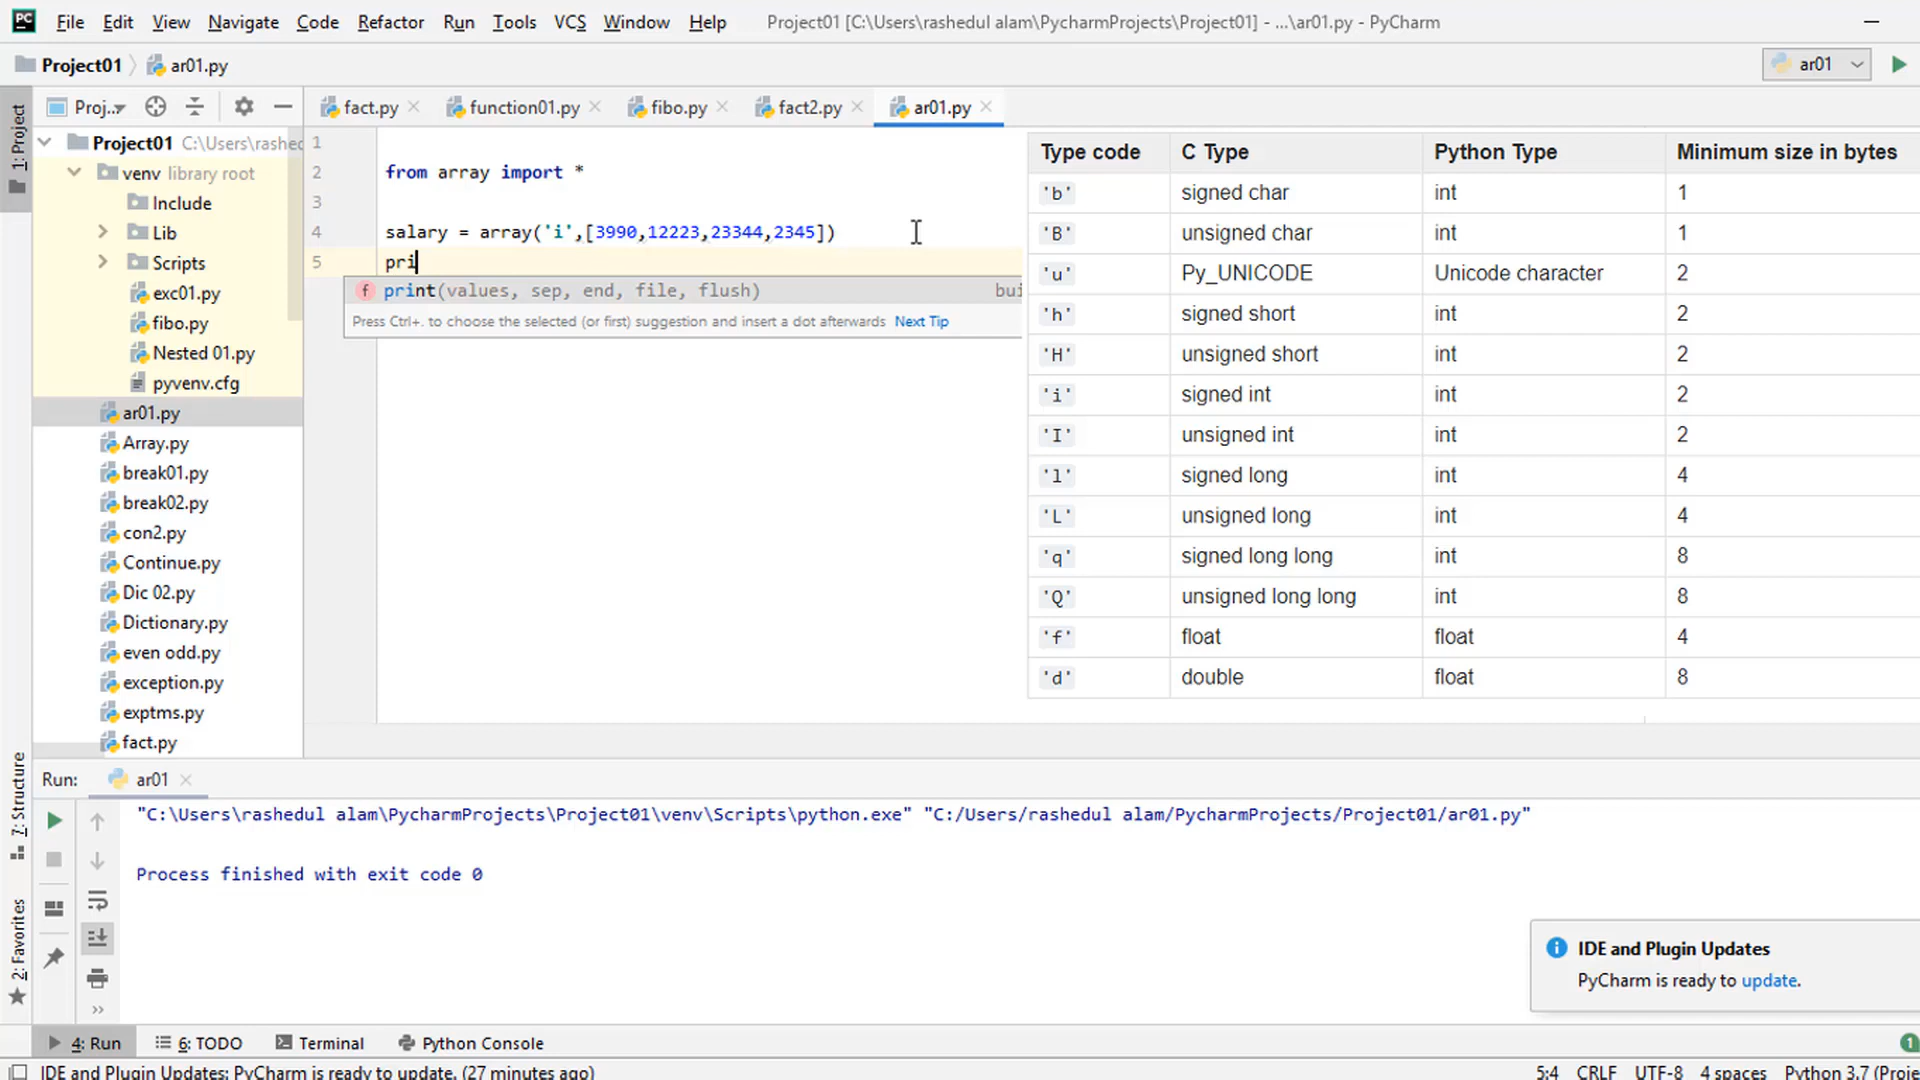 PC File Edit View Navigate Code Refactor Run Tools VCS Window Help Project01 [C:\Users\rashedul alam\PycharmProjects\Project01] - ...\ar01.py - PyCharm
Project01 ar01.py ar01
1: Project
Proj... fact.py function01.py fibo.py fact2.py ar01.py
Project01 C:\Users\rashed
venv library root
Include
Lib
Scripts
exc01.py
fibo.py
Nested 01.py
pyvenv.cfg
ar01.py
Array.py
break01.py
break02.py
con2.py
Continue.py
Dic 02.py
Dictionary.py
even odd.py
exception.py
exptms.py
fact.py
1
2 from array import *
3
4 salary = array('i',[3990,12223,23344,2345])
5 pri
f print(values, sep, end, file, flush) bui
Press Ctrl+. to choose the selected (or first) suggestion and insert a dot afterwards Next Tip
Type code C Type Python Type Minimum size in bytes
'b' signed char int 1
'B' unsigned char int 1
'u' Py_UNICODE Unicode character 2
'h' signed short int 2
'H' unsigned short int 2
'i' signed int int 2
'I' unsigned int int 2
'l' signed long int 4
'L' unsigned long int 4
'q' signed long long int 8
'Q' unsigned long long int 8
'f' float float 4
'd' double float 8
7: Structure
2: Favorites
Run: ar01
"C:\Users\rashedul alam\PycharmProjects\Project01\venv\Scripts\python.exe" "C:/Users/rashedul alam/PycharmProjects/Project01/ar01.py"
Process finished with exit code 0
IDE and Plugin Updates
PyCharm is ready to update.
4: Run 6: TODO Terminal Python Console 1
IDE and Plugin Updates: PyCharm is ready to update. (27 minutes ago) 5:4 CRLF UTF-8 4 spaces Python 3.7 (Proje